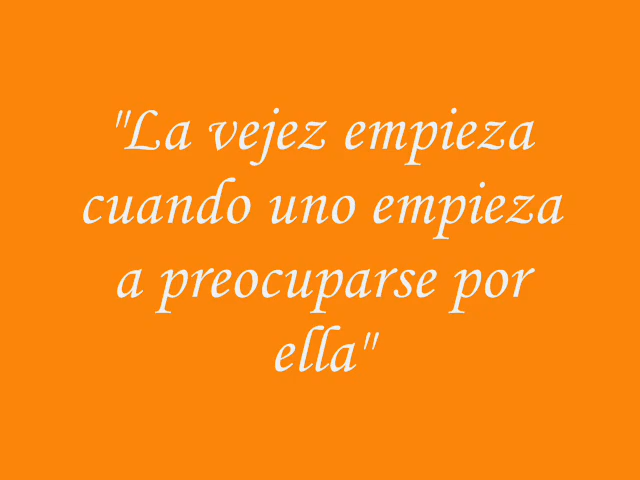 "La vejez empieza
cuando uno empieza
a preocuparse por
ella"